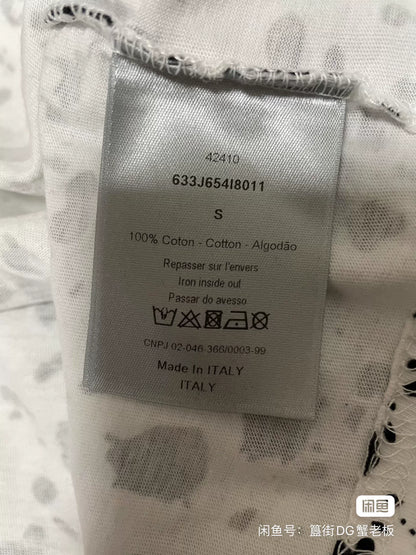 42410
633J654I8011
S
100% Coton - Cotton - Algodão
Repasser sur l'envers
Iron inside out
Passar do avesso
CNPJ 02-046-366/0003-99
Made In ITALY
ITALY
闲鱼
闲鱼号：簋街DG蟹老板